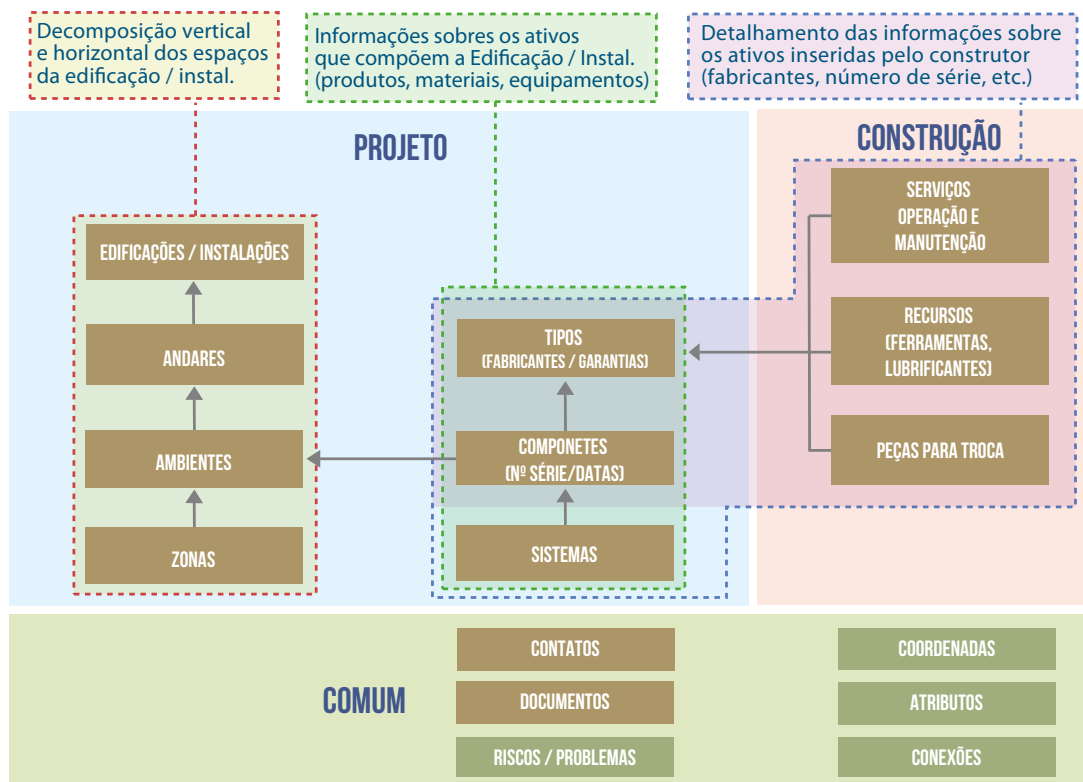 Decomposição vertical
e horizontal dos espaços
da edificação / instal.
Informações sobre os ativos
que compõem a Edificação / Instal.
(produtos, materiais, equipamentos)
Detalhamento das informações sobre
os ativos inseridas pelo construtor
(fabricantes, número de série, etc.)
PROJETO
CONSTRUÇÃO
EDIFICAÇÕES / INSTALAÇÕES
ANDARES
AMBIENTES
ZONAS
TIPOS
(FABRICANTES / GARANTIAS)
COMPONETES
(Nº SÉRIE/DATAS)
SISTEMAS
SERVIÇOS
OPERAÇÃO E
MANUTENÇÃO
RECURSOS
(FERRAMENTAS,
LUBRIFICANTES)
PEÇAS PARA TROCA
COMUM
CONTATOS
DOCUMENTOS
RISCOS / PROBLEMAS
COORDENADAS
ATRIBUTOS
CONEXÕES